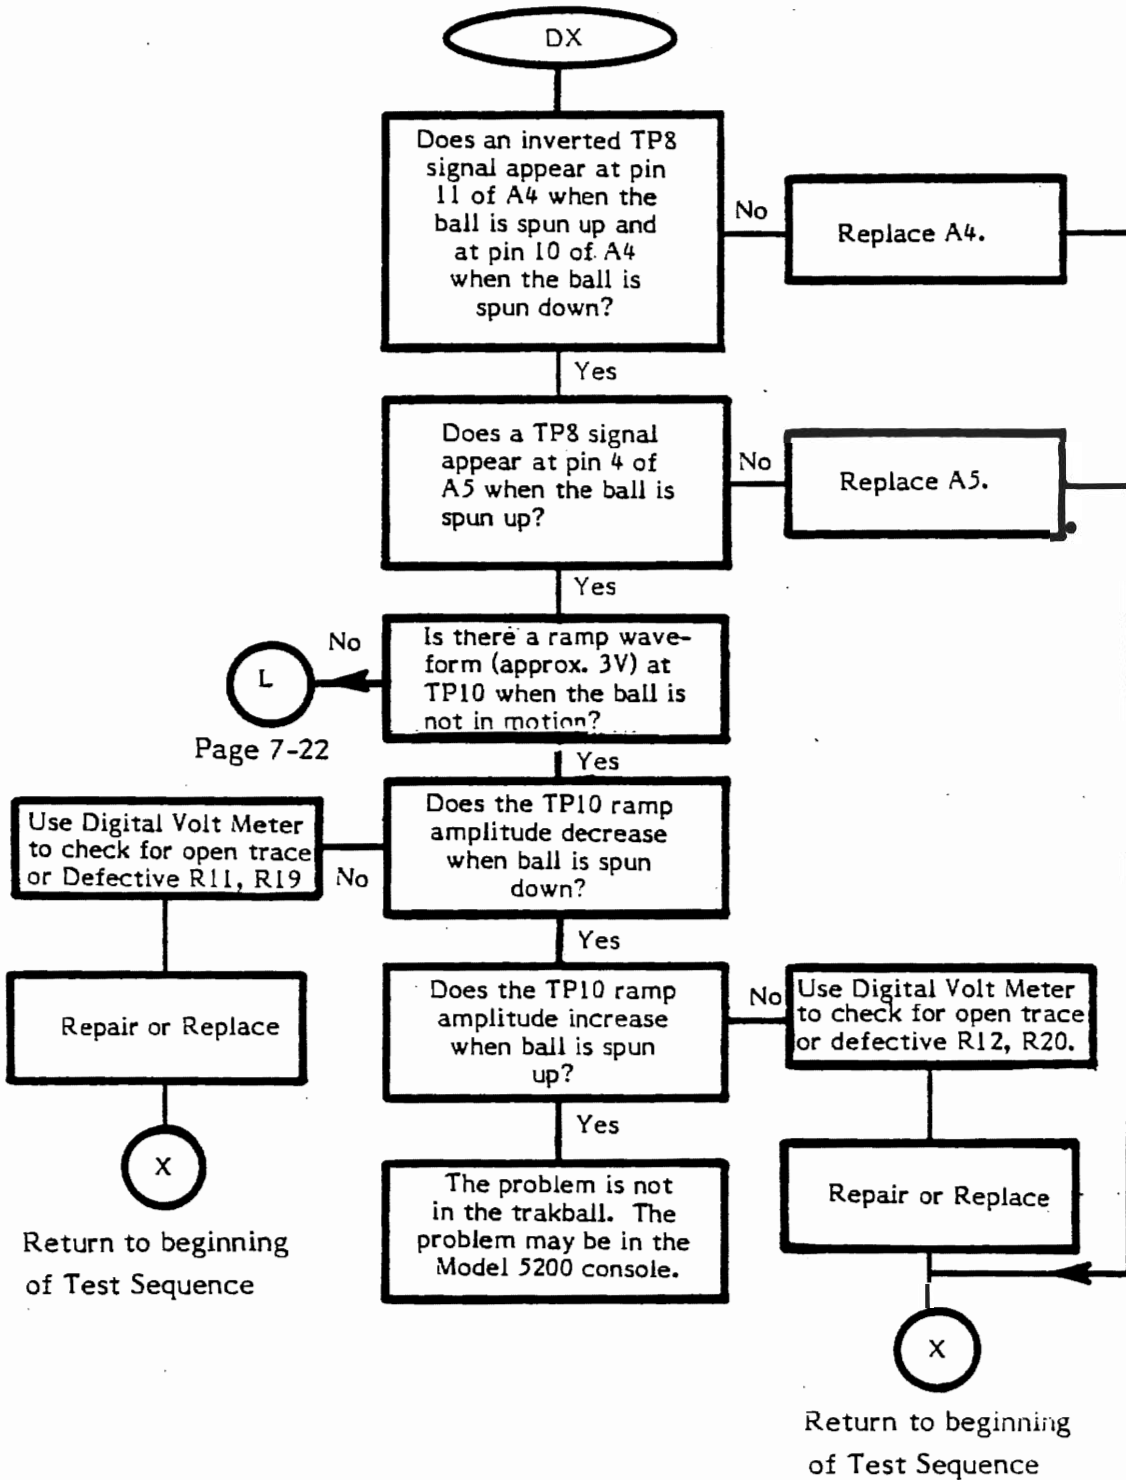 DX
Does an inverted TP8
signal appear at pin
11 of A4 when the
ball is spun up and
at pin 10 of A4
when the ball is
spun down?
No
Replace A4.
Yes
Does a TP8 signal
appear at pin 4 of
A5 when the ball is
spun up?
No
Replace A5.
Yes
Is there a ramp wave-
form (approx. 3V) at
TP10 when the ball is
not in motion?
No
L
Page 7-22
Yes
Does the TP10 ramp
amplitude decrease
when ball is spun
down?
No
Use Digital Volt Meter
to check for open trace
or Defective R11, R19
Repair or Replace
X
Return to beginning
of Test Sequence
Yes
Does the TP10 ramp
amplitude increase
when ball is spun
up?
No
Use Digital Volt Meter
to check for open trace
or defective R12, R20.
Repair or Replace
X
Return to beginning
of Test Sequence
Yes
The problem is not
in the trakball. The
problem may be in the
Model 5200 console.